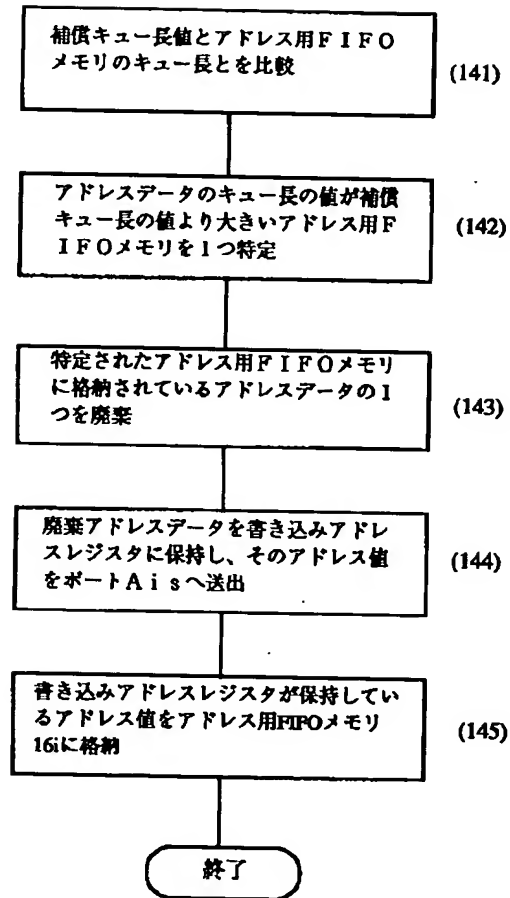 補償キュー長値とアドレス用ＦＩＦＯ
メモリのキュー長とを比較
(141)
アドレスデータのキュー長の値が補償
キュー長の値より大きいアドレス用Ｆ
ＩＦＯメモリを１つ特定
(142)
特定されたアドレス用ＦＩＦＯメモリ
に格納されているアドレスデータの１
つを廃棄
(143)
廃棄アドレスデータを書き込みアドレ
スレジスタに保持し、そのアドレス値
をポートＡｉｓへ送出
(144)
書き込みアドレスレジスタが保持してい
るアドレス値をアドレス用FIFOメモリ
16iに格納
(145)
終了